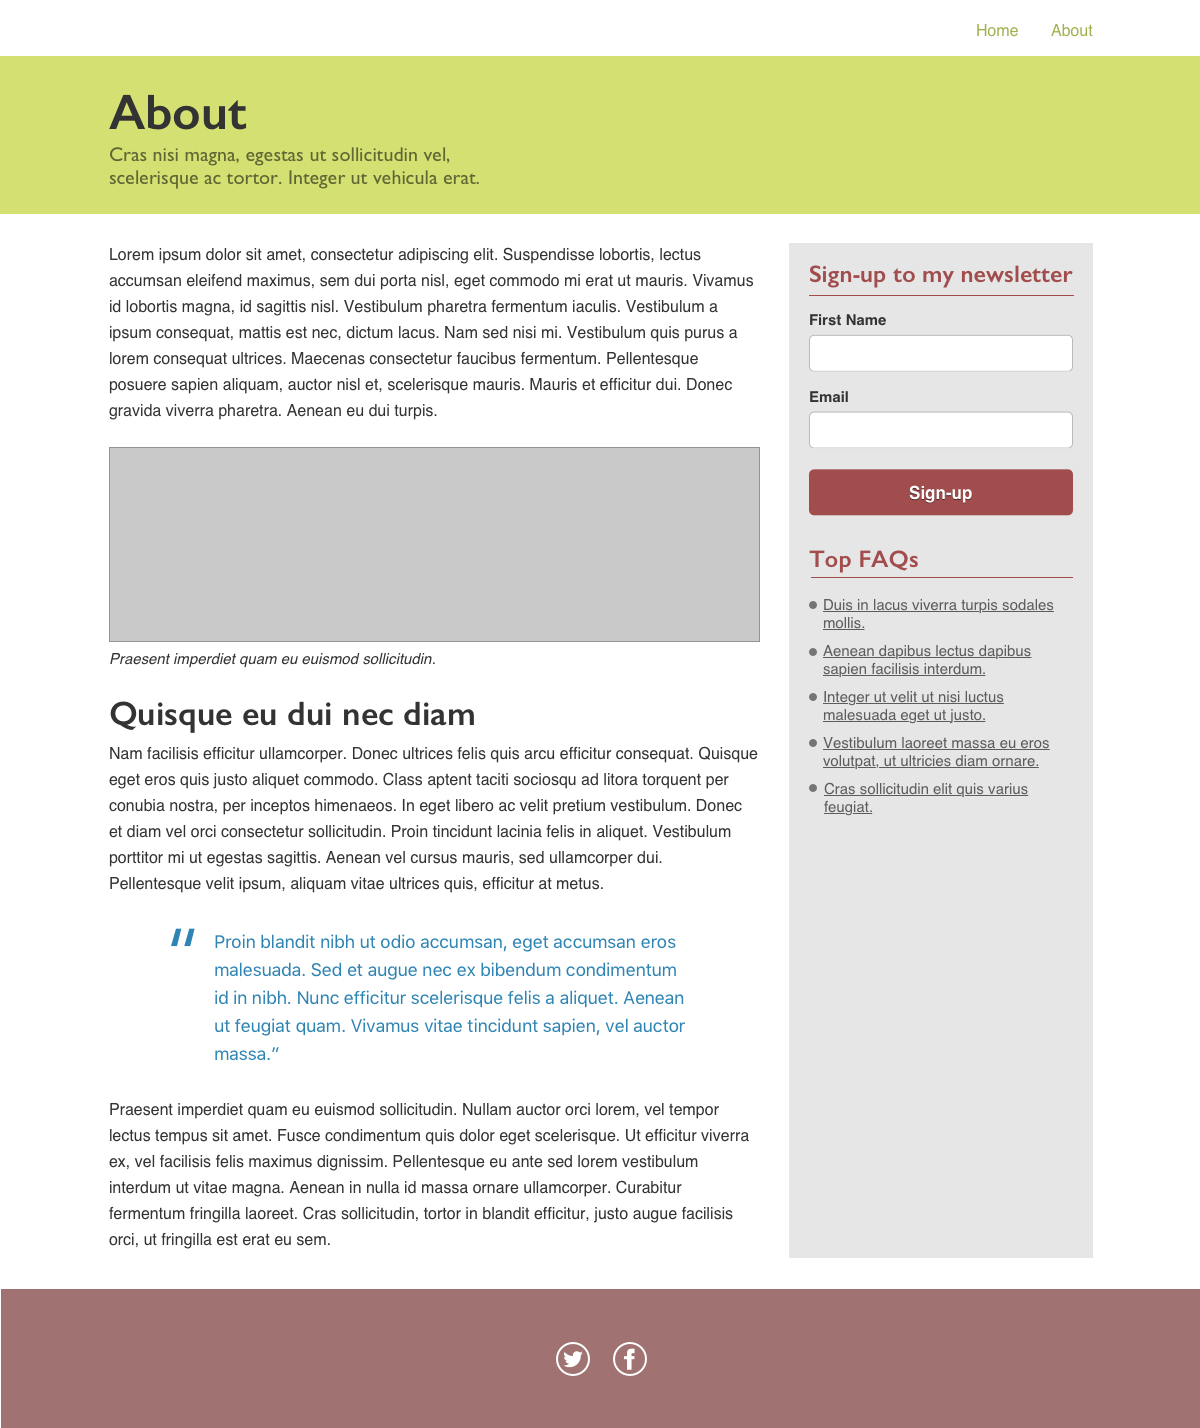 Home About
About
Cras nisi magna, egestas ut sollicitudin vel,
scelerisque ac tortor. Integer ut vehicula erat.
Lorem ipsum dolor sit amet, consectetur adipiscing elit. Suspendisse lobortis, lectus
accumsan eleifend maximus, sem dui porta nisl, eget commodo mi erat ut mauris. Vivamus
id lobortis magna, id sagittis nisl. Vestibulum pharetra fermentum iaculis. Vestibulum a
ipsum consequat, mattis est nec, dictum lacus. Nam sed nisi mi. Vestibulum quis purus a
lorem consequat ultrices. Maecenas consectetur faucibus fermentum. Pellentesque
posuere sapien aliquam, auctor nisl et, scelerisque mauris. Mauris et efficitur dui. Donec
gravida viverra pharetra. Aenean eu dui turpis.
Praesent imperdiet quam eu euismod sollicitudin.
Quisque eu dui nec diam
Nam facilisis efficitur ullamcorper. Donec ultrices felis quis arcu efficitur consequat. Quisque
eget eros quis justo aliquet commodo. Class aptent taciti sociosqu ad litora torquent per
conubia nostra, per inceptos himenaeos. In eget libero ac velit pretium vestibulum. Donec
et diam vel orci consectetur sollicitudin. Proin tincidunt lacinia felis in aliquet. Vestibulum
porttitor mi ut egestas sagittis. Aenean vel cursus mauris, sed ullamcorper dui.
Pellentesque velit ipsum, aliquam vitae ultrices quis, efficitur at metus.
" Proin blandit nibh ut odio accumsan, eget accumsan eros
malesuada. Sed et augue nec ex bibendum condimentum
id in nibh. Nunc efficitur scelerisque felis a aliquet. Aenean
ut feugiat quam. Vivamus vitae tincidunt sapien, vel auctor
massa.”
Praesent imperdiet quam eu euismod sollicitudin. Nullam auctor orci lorem, vel tempor
lectus tempus sit amet. Fusce condimentum quis dolor eget scelerisque. Ut efficitur viverra
ex, vel facilisis felis maximus dignissim. Pellentesque eu ante sed lorem vestibulum
interdum ut vitae magna. Aenean in nulla id massa ornare ullamcorper. Curabitur
fermentum fringilla laoreet. Cras sollicitudin, tortor in blandit efficitur, justo augue facilisis
orci, ut fringilla est erat eu sem.
Sign-up to my newsletter
First Name
Email
Sign-up
Top FAQs
Duis in lacus viverra turpis sodales
mollis.
Aenean dapibus lectus dapibus
sapien facilisis interdum.
Integer ut velit ut nisi luctus
malesuada eget ut justo.
Vestibulum laoreet massa eu eros
volutpat, ut ultricies diam ornare.
Cras sollicitudin elit quis varius
feugiat.